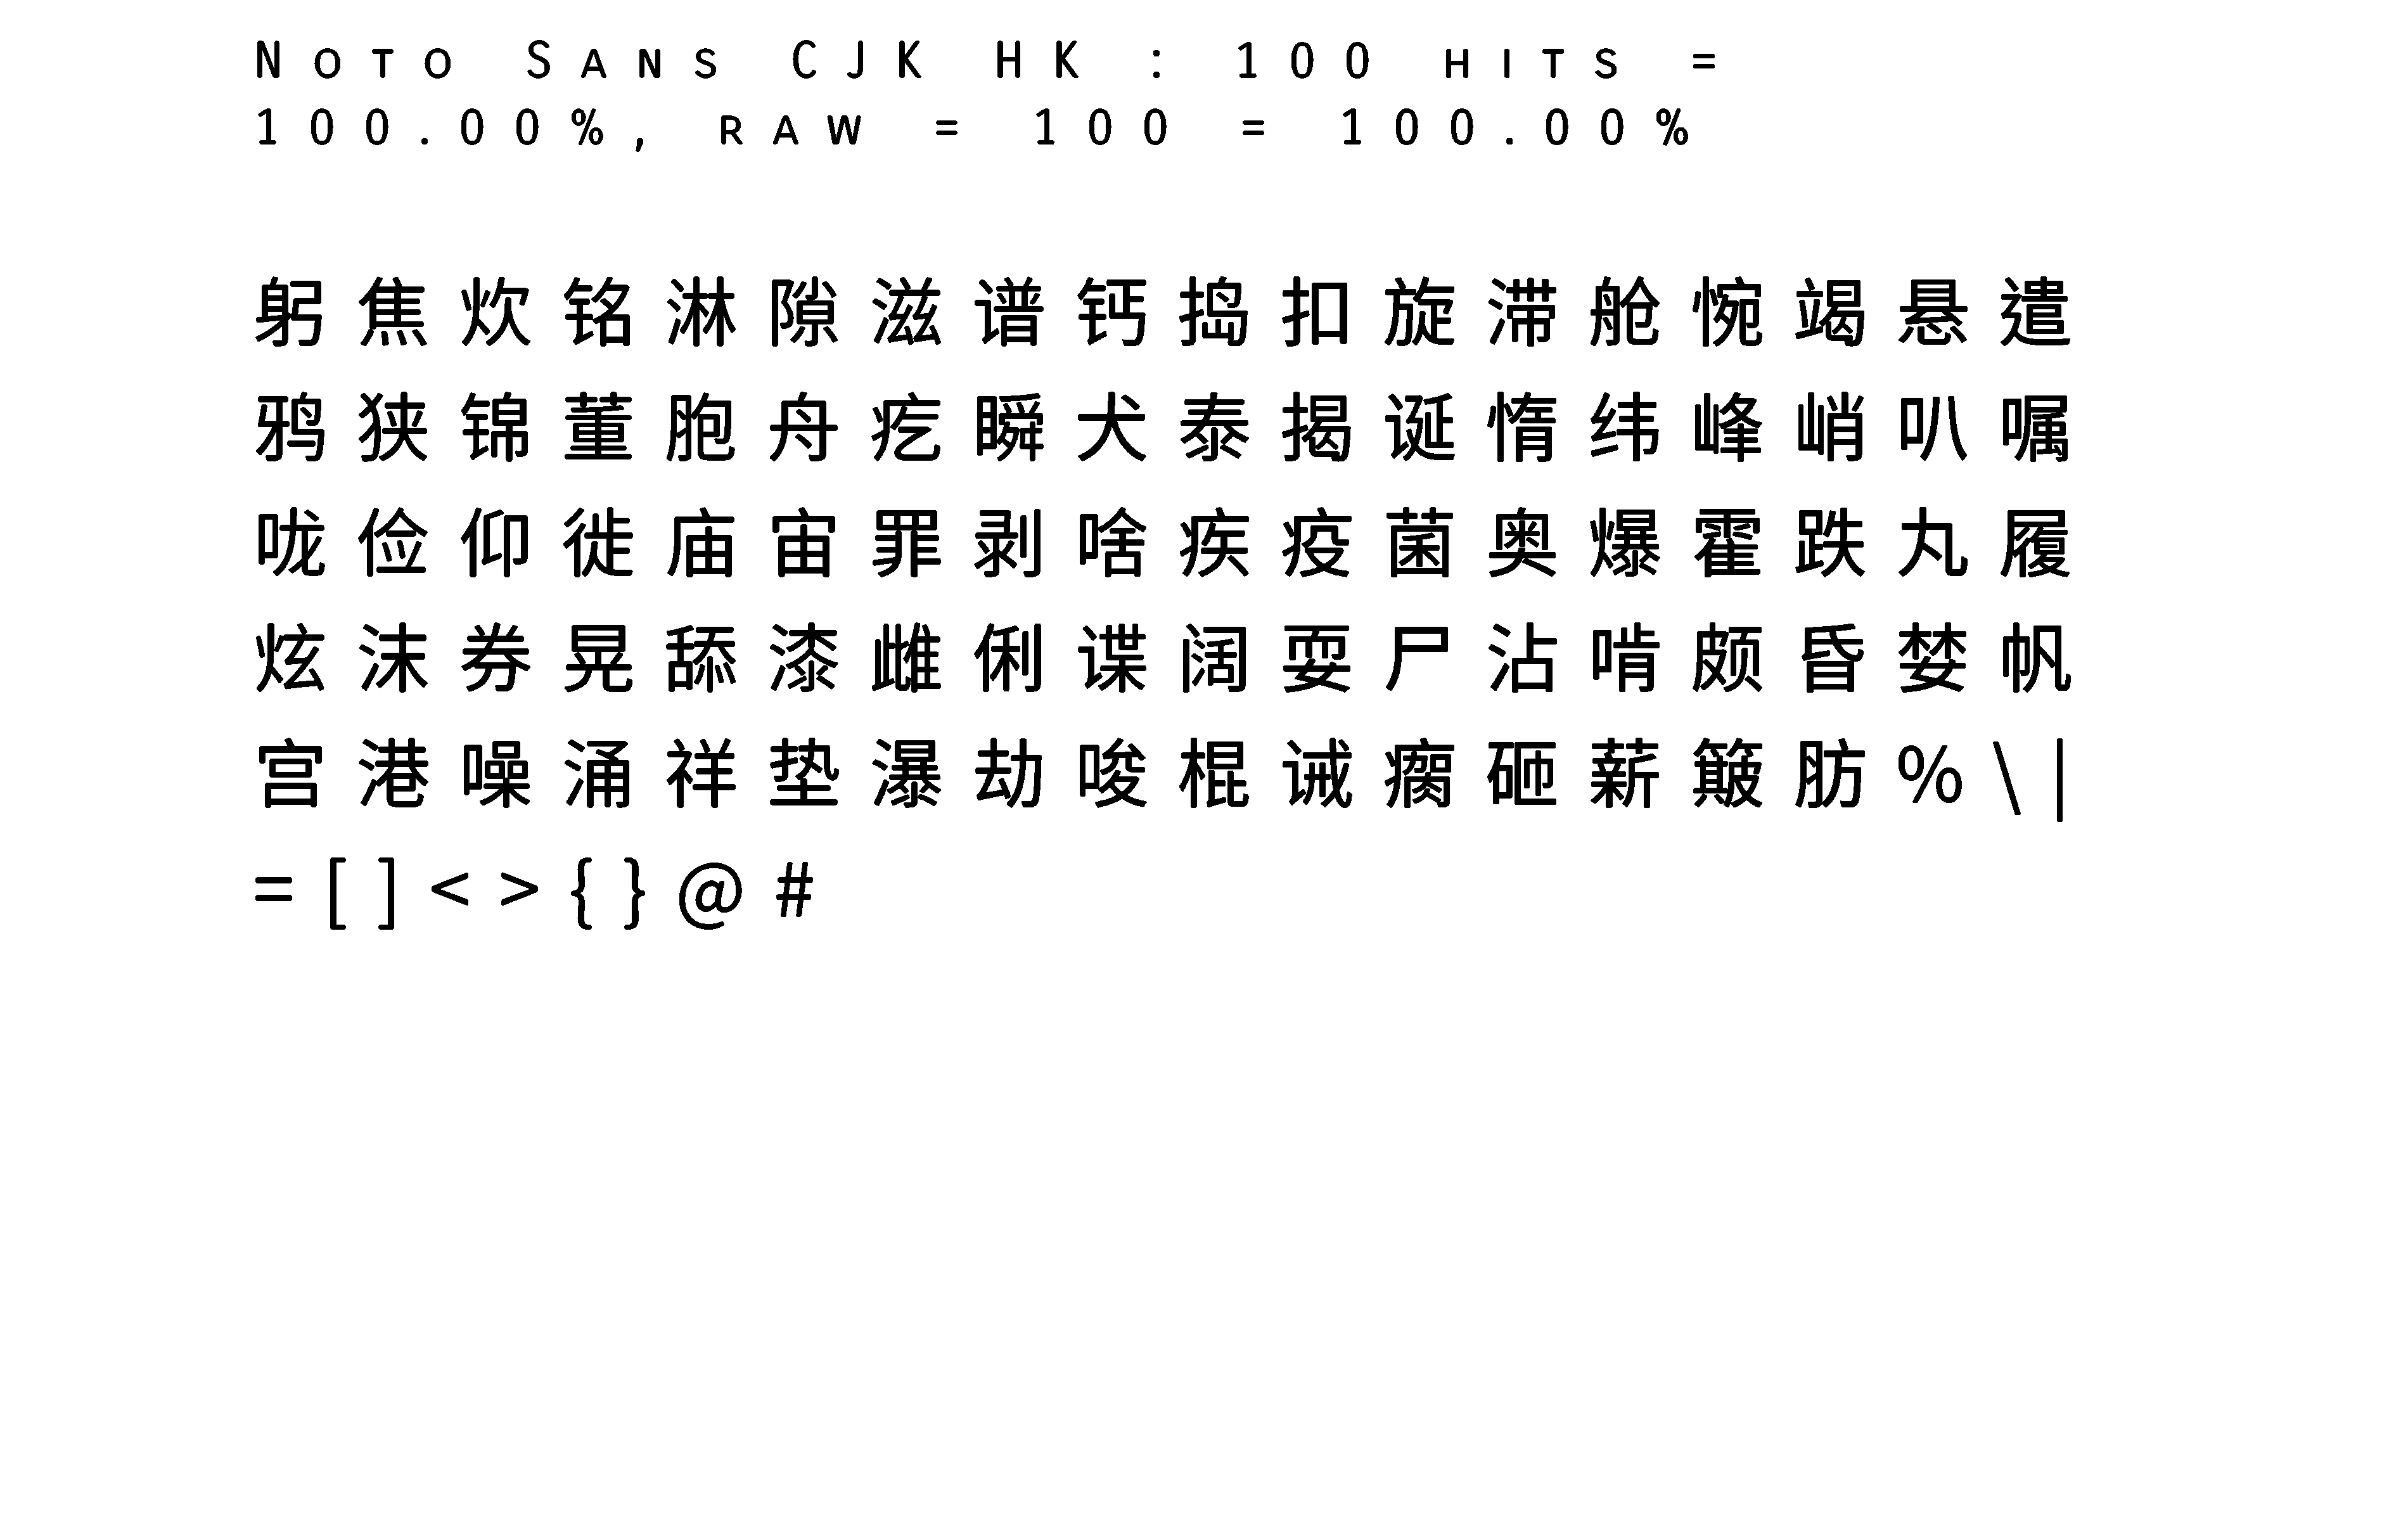 Noto Sans CJK HK : 100 hits =
100.00%, raw = 100 = 100.00%
躬焦炊铭淋隙滋谱钙捣扣旋滞舱惋竭悬遣
鸦狭锦董胞舟疙瞬犬泰揭诞惰纬峰峭叭嘱
咙俭仰徙庙宙罪剥啥疾疫菌奥爆霍跌丸履
炫沫券晃舔漆雌俐谍阔耍尸沾啃颇昏婪帆
宫港噪涌祥垫瀑劫唆棍诫瘸砸薪簸肪%\|
=[]<>{}@#